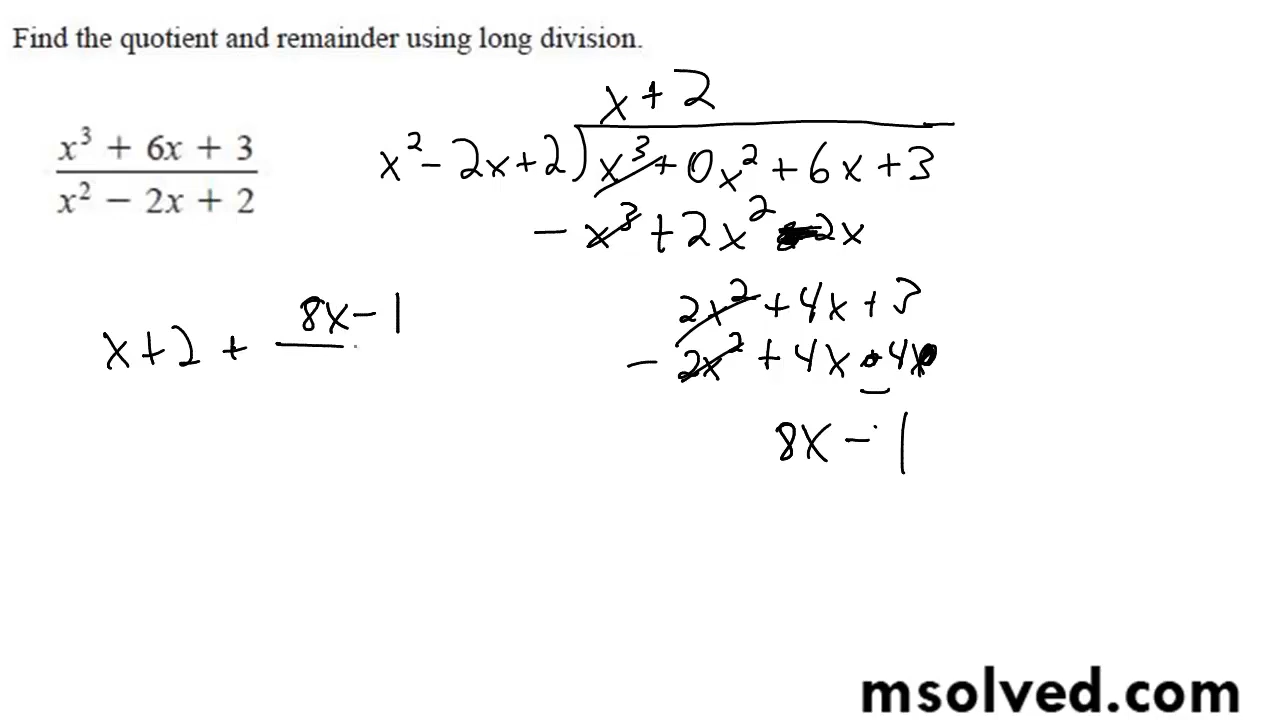 Find the quotient and remainder using long division.
x + 2
x³ + 6x + 3
x² − 2x + 2
x² - 2x + 2) x³ + 0x² + 6x + 3
- x³ + 2x² - 2x
2x² + 4x + 3
- 2x² + 4x - 4
8x - 1
x + 2 + 8x - 1
msolved.com